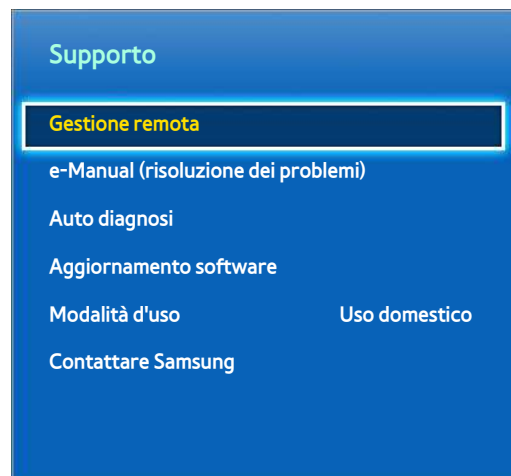 Supporto
Gestione remota
e-Manual (risoluzione dei problemi)
Auto diagnosi
Aggiornamento software
Modalità d'uso Uso domestico
Contattare Samsung